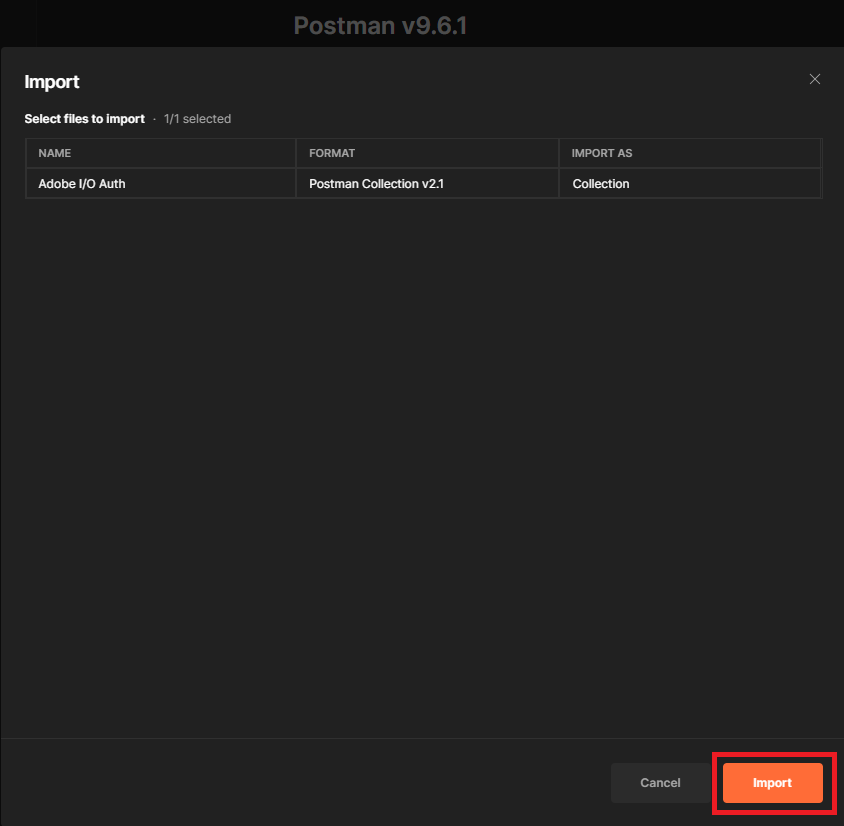 Postman v9.6.1
Import
Select files to import · 1/1 selected
NAME FORMAT IMPORT AS
Adobe I/O Auth Postman Collection v2.1 Collection
Cancel Import